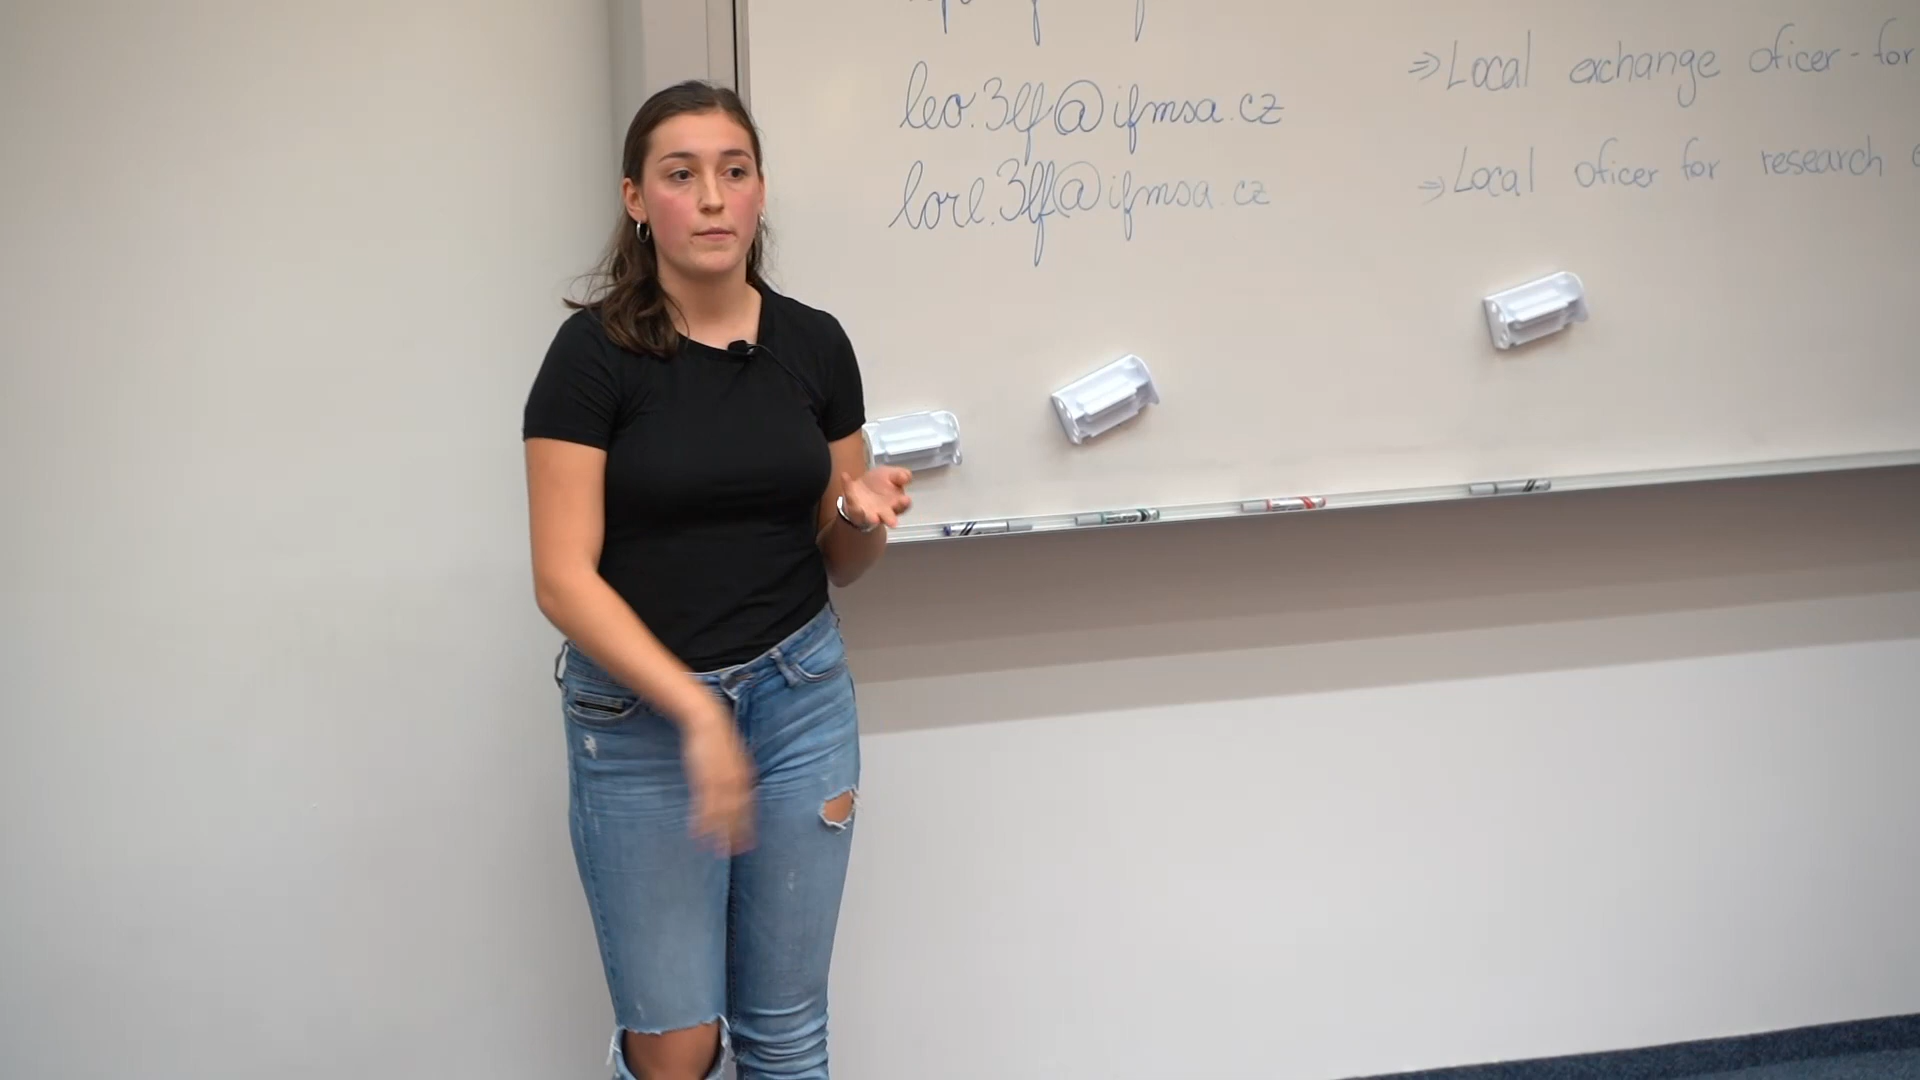 leo.3lf@ifmsa.cz
⇒ Local exchange oficer - for
lore.3lf@ifmsa.cz
⇒ Local oficer for research